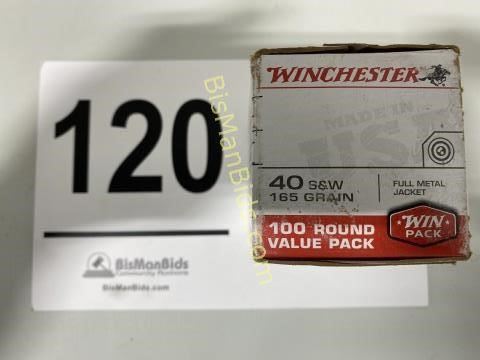 120
BisManBids
Community Auctions
BisManBids.com
BisManBids.com
WINCHESTER
MADE IN
USA
40 S&W
165 GRAIN
FULL METAL
JACKET
100 ROUND
VALUE PACK
WIN
PACK